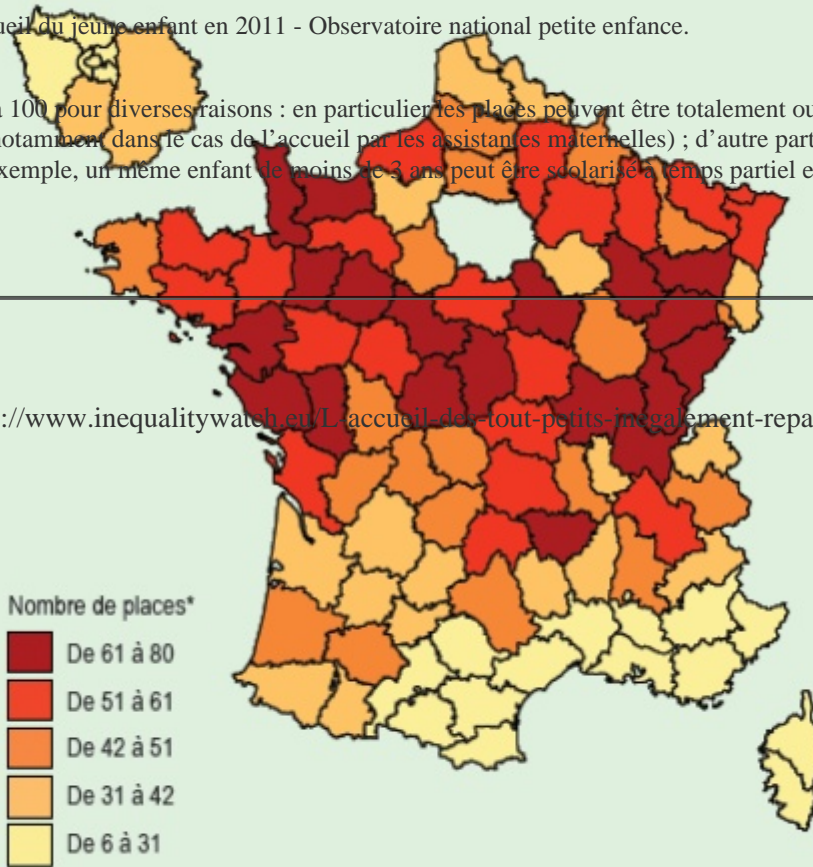 ueil du jeune enfant en 2011 - Observatoire national petite enfance.
à 100 pour diverses raisons : en particulier les places peuvent être totalement ou
notamment dans le cas de l’accueil par les assistantes maternelles) ; d’autre part
exemple, un même enfant de moins de 3 ans peut être scolarisé à temps partiel e
://www.inequalitywatch.eu/L-accueil-des-tout-petits-inegalement-repa
Nombre de places*
De 61 à 80
De 51 à 61
De 42 à 51
De 31 à 42
De 6 à 31